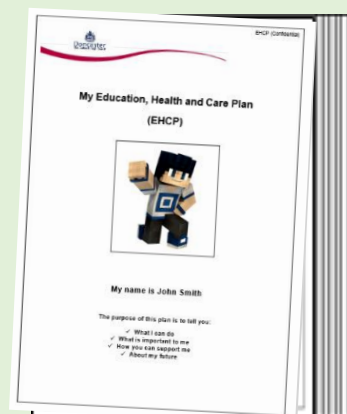 EHCP (Confidential)
Doncaster
My Education, Health and Care Plan
(EHCP)
My name is John Smith
The purpose of this plan is to tell you:
✓ What I can do
✓ What is important to me
✓ How you can support me
✓ About my future